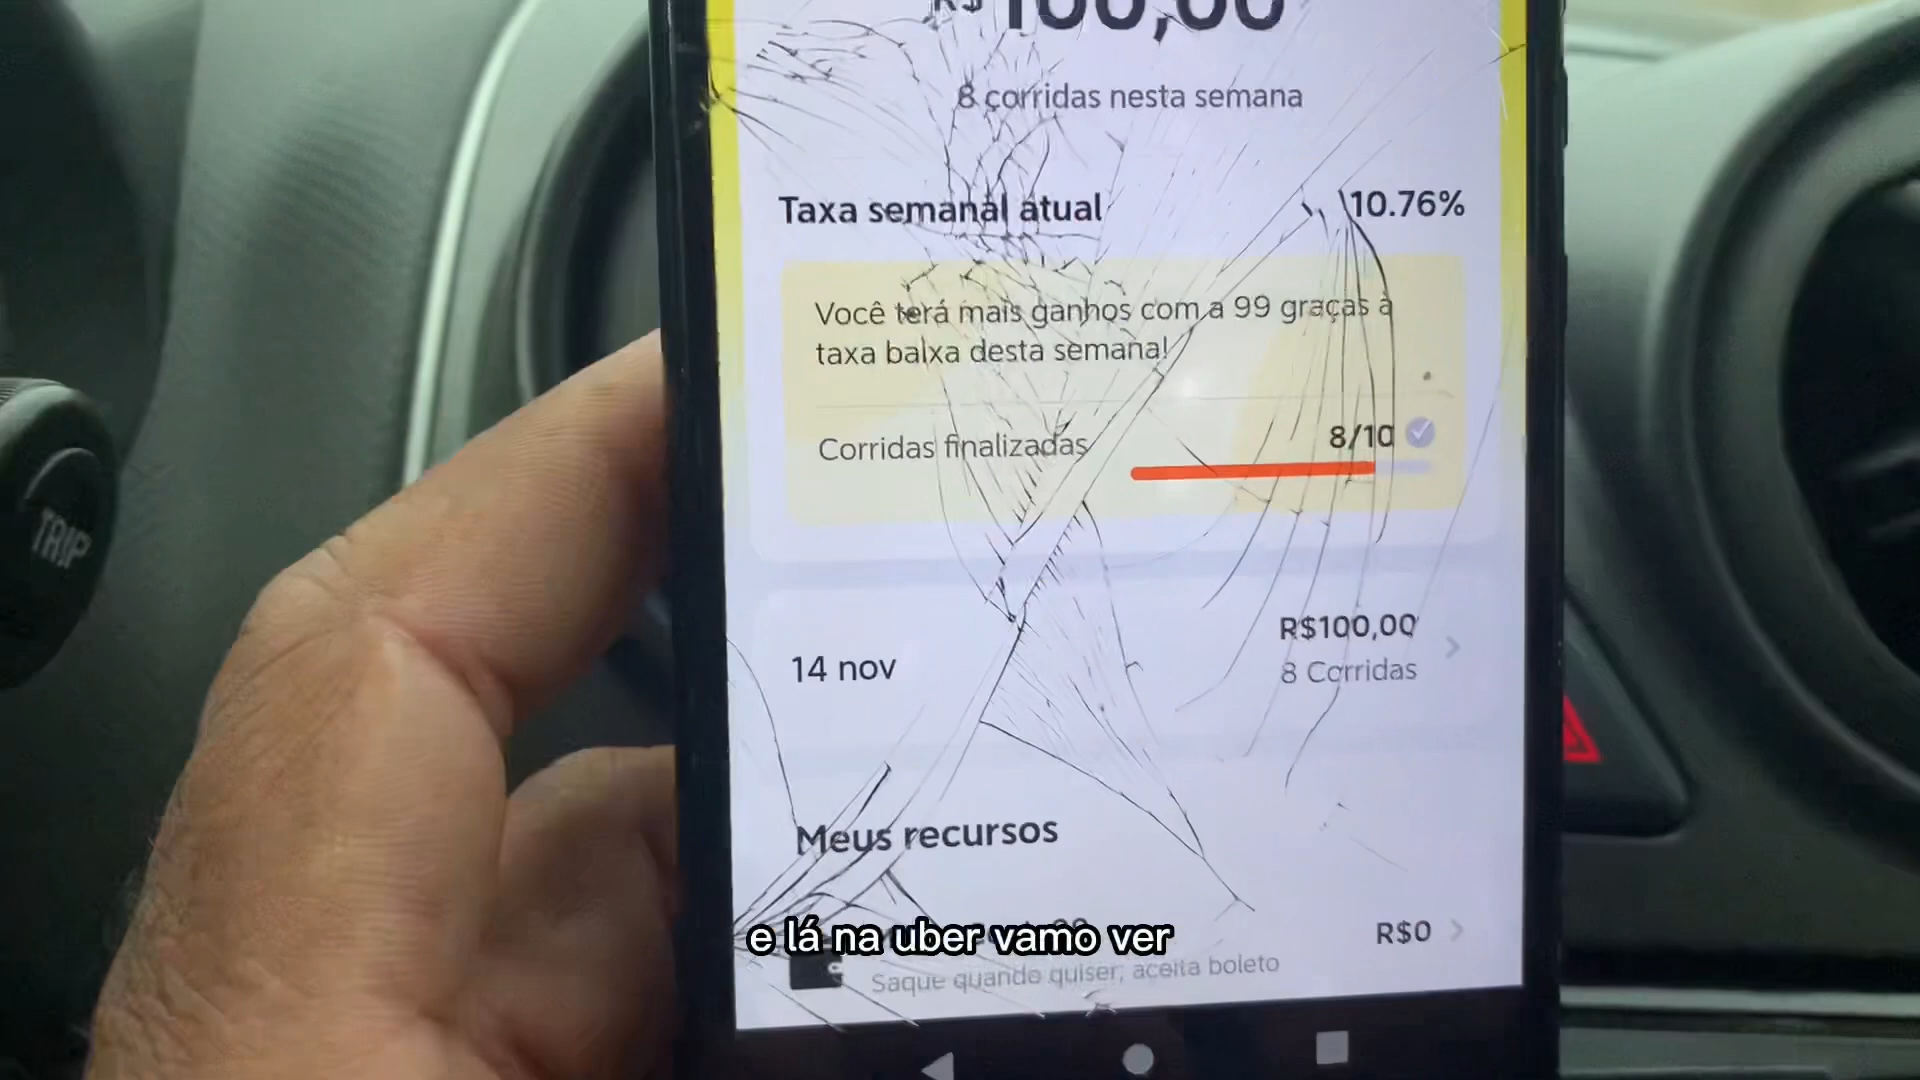 R$ 100,00
8 corridas nesta semana
Taxa semanal atual
10.76%
Você terá mais ganhos com a 99 graças à
taxa baixa desta semana!
Corridas finalizadas
8/10
14 nov
R$100,00
8 Corridas
Meus recursos
R$0
e lá na uber vamo ver
Saque quando quiser, aceita boleto
TRIP